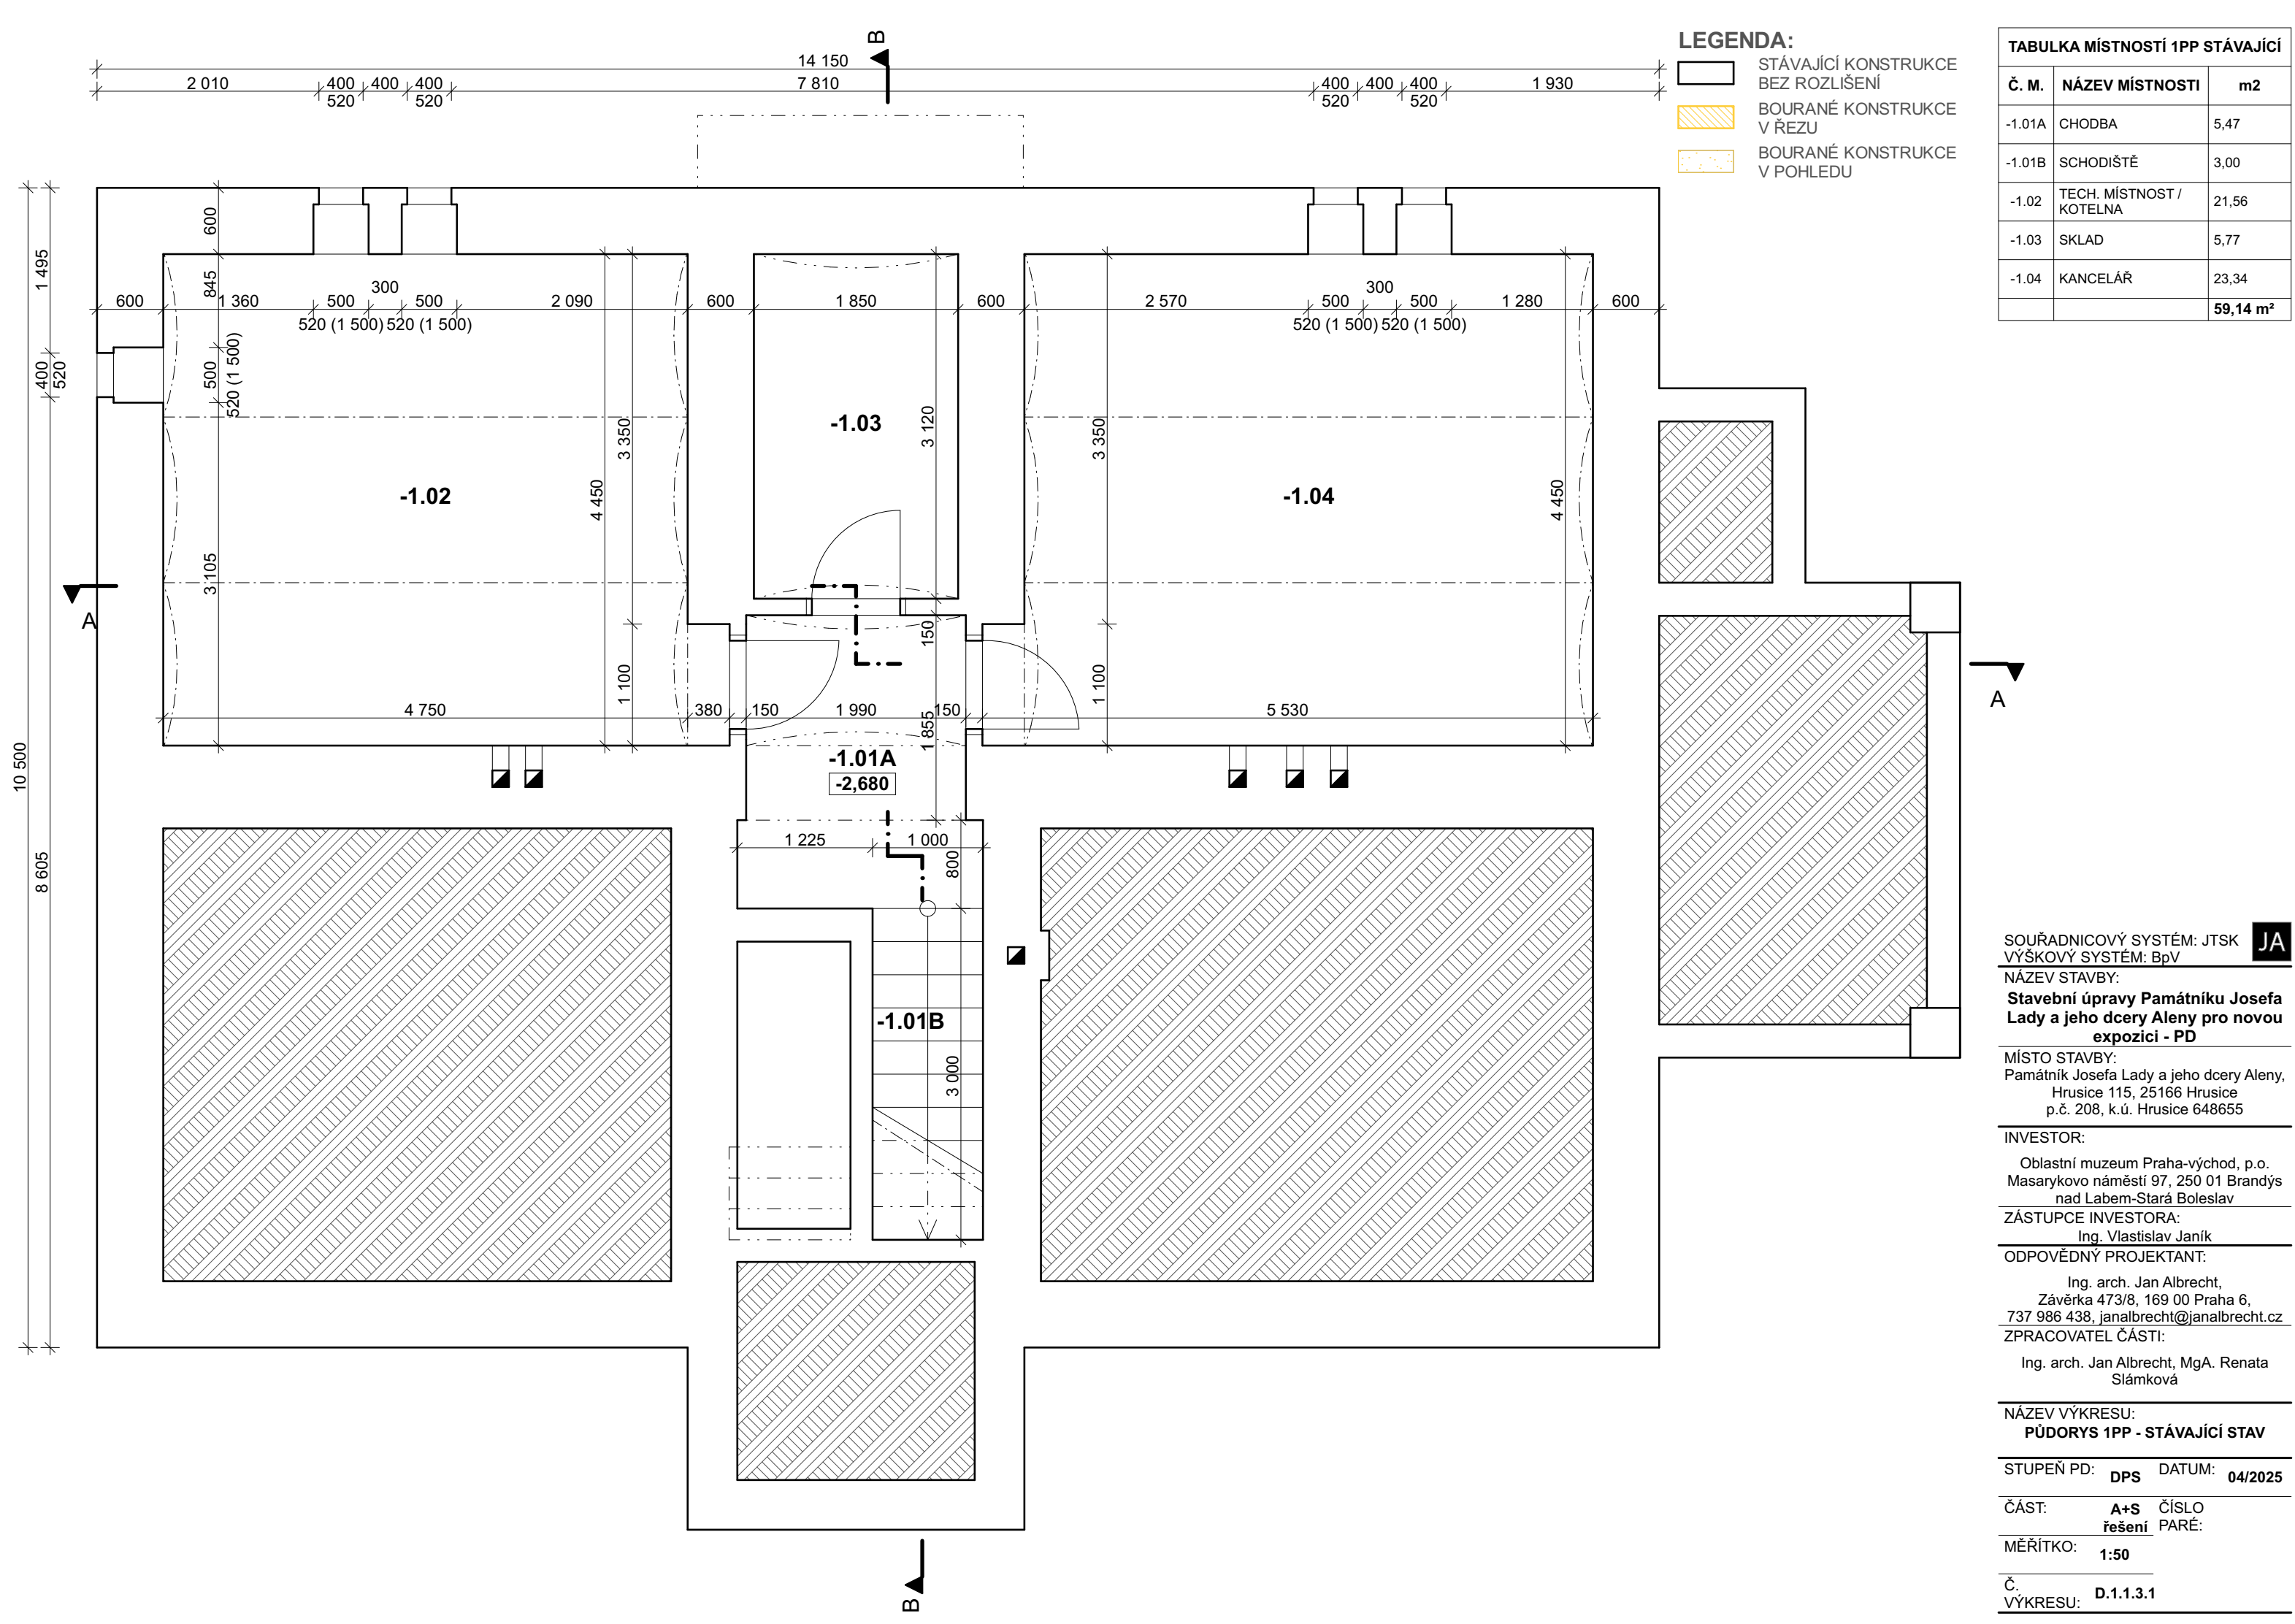 B
14 150
2 010
400
520
400
400
520
7 810
400
520
400
400
520
1 930
LEGENDA:
STÁVAJÍCÍ KONSTRUKCE
BEZ ROZLIŠENÍ
BOURANÉ KONSTRUKCE
V ŘEZU
BOURANÉ KONSTRUKCE
V POHLEDU
TABULKA MÍSTNOSTÍ 1PP STÁVAJÍCÍ
Č. M. NÁZEV MÍSTNOSTI m2
-1.01A CHODBA 5,47
-1.01B SCHODIŠTĚ 3,00
-1.02 TECH. MÍSTNOST /
KOTELNA 21,56
-1.03 SKLAD 5,77
-1.04 KANCELÁŘ 23,34
59,14 m²
10 500
1 495
400
520
8 605
600
845
500
520 (1 500)
3 105
600
1 360
500
520 (1 500)
300
500
520 (1 500)
2 090
600
1 850
600
2 570
500
520 (1 500)
300
500
520 (1 500)
1 280
600
-1.02
4 450
3 350
1 100
-1.03
3 120
150
1 855
-1.04
3 350
1 100
4 450
A
A
4 750
380
150
1 990
150
5 530
-1.01A
-2,680
1 225
1 000
800
-1.01B
3 000
B
SOUŘADNICOVÝ SYSTÉM: JTSK
VÝŠKOVÝ SYSTÉM: BpV
JA
NÁZEV STAVBY:
Stavební úpravy Památníku Josefa
Lady a jeho dcery Aleny pro novou
expozici - PD
MÍSTO STAVBY:
Památník Josefa Lady a jeho dcery Aleny,
Hrusice 115, 25166 Hrusice
p.č. 208, k.ú. Hrusice 648655
INVESTOR:
Oblastní muzeum Praha-východ, p.o.
Masarykovo náměstí 97, 250 01 Brandýs
nad Labem-Stará Boleslav
ZÁSTUPCE INVESTORA:
Ing. Vlastislav Janík
ODPOVĚDNÝ PROJEKTANT:
Ing. arch. Jan Albrecht,
Závěrka 473/8, 169 00 Praha 6,
737 986 438, janalbrecht@janalbrecht.cz
ZPRACOVATEL ČÁSTI:
Ing. arch. Jan Albrecht, MgA. Renata
Slámková
NÁZEV VÝKRESU:
PŮDORYS 1PP - STÁVAJÍCÍ STAV
STUPEŇ PD: DPS DATUM: 04/2025
ČÁST: A+S
řešení
ČÍSLO
PARÉ:
MĚŘÍTKO: 1:50
Č.
VÝKRESU: D.1.1.3.1